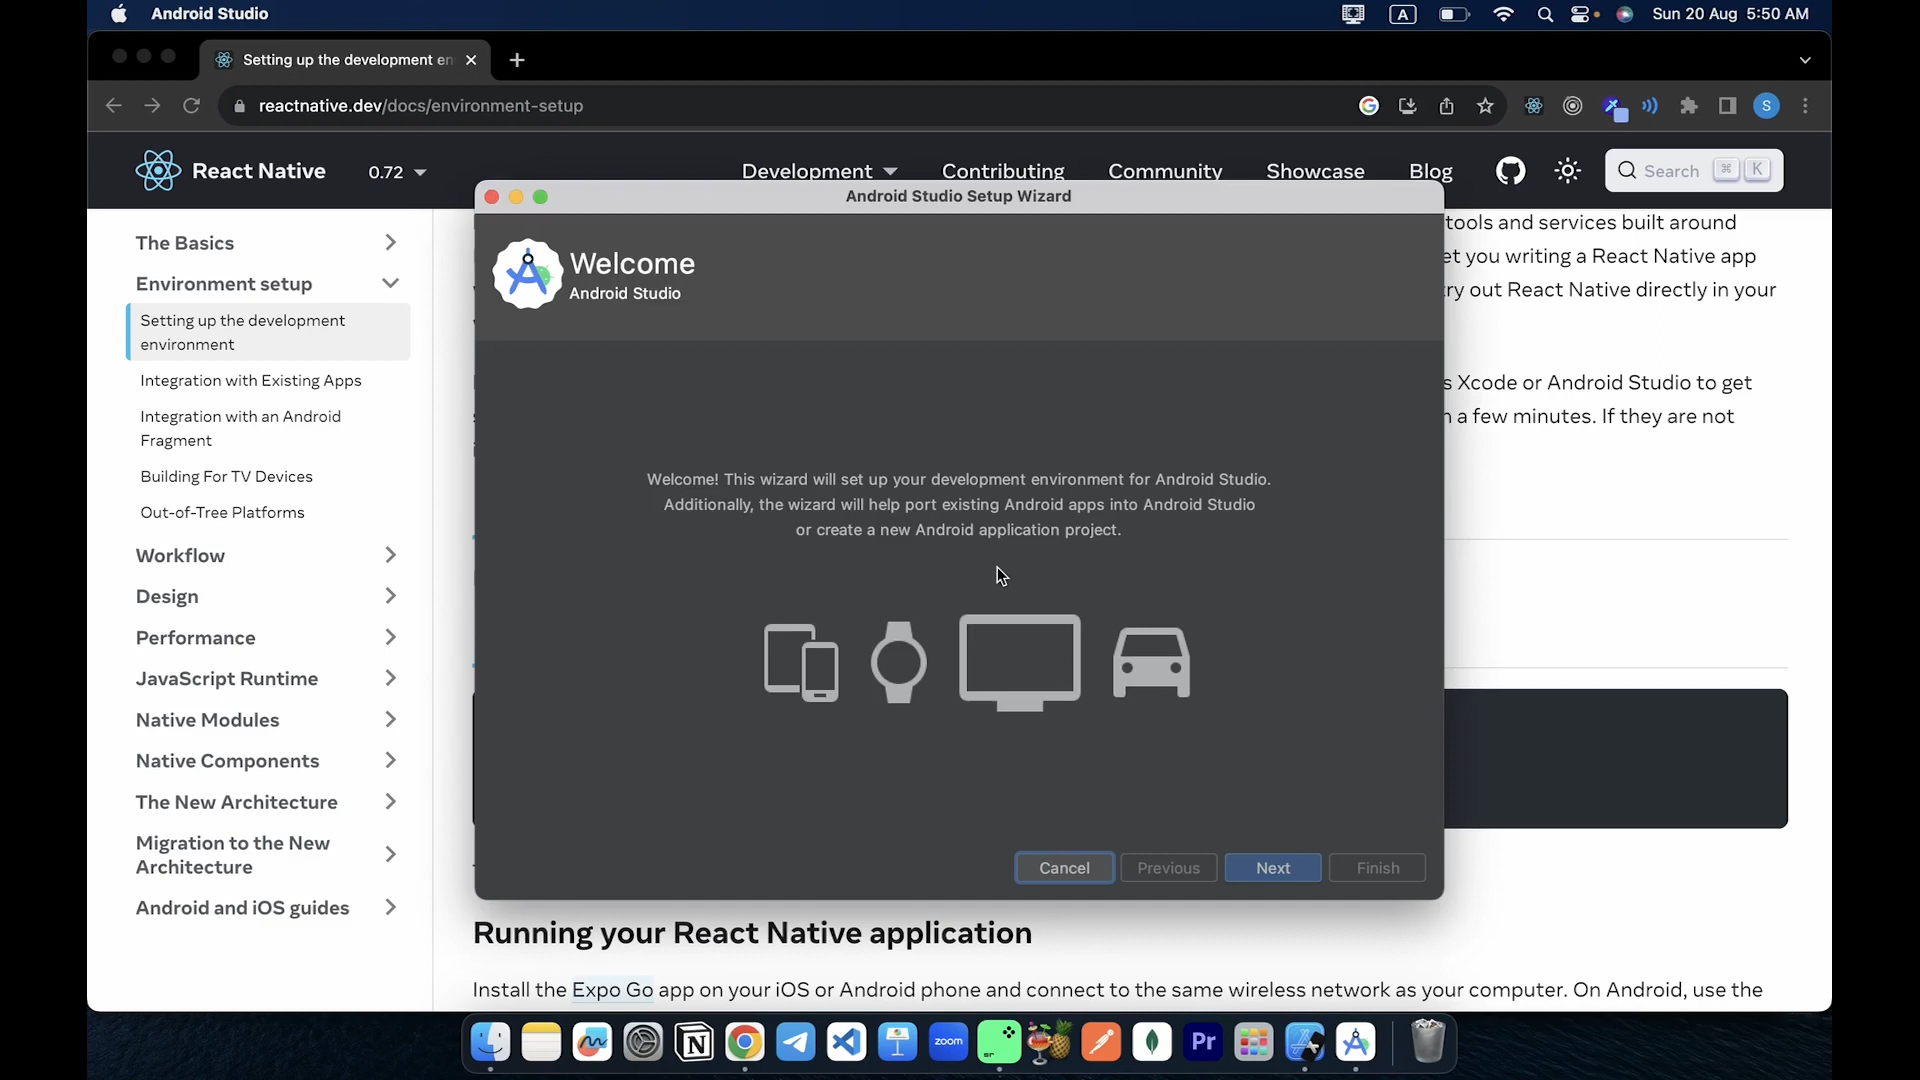 Android Studio
A
Sun 20 Aug 5:50 AM
Setting up the development en
reactnative.dev/docs/environment-setup
S
React Native
0.72
Development
Contributing
Community
Showcase
Blog
Search ⌘ K
Android Studio Setup Wizard
The Basics
Environment setup
Setting up the development
environment
Integration with Existing Apps
Integration with an Android
Fragment
Building For TV Devices
Out-of-Tree Platforms
Workflow
Design
Performance
JavaScript Runtime
Native Modules
Native Components
The New Architecture
Migration to the New
Architecture
Android and iOS guides
tools and services built around
et you writing a React Native app
ry out React Native directly in your
s Xcode or Android Studio to get
a few minutes. If they are not
Welcome
Android Studio
Welcome! This wizard will set up your development environment for Android Studio.
Additionally, the wizard will help port existing Android apps into Android Studio
or create a new Android application project.
Cancel
Previous
Next
Finish
Running your React Native application
Install the Expo Go app on your iOS or Android phone and connect to the same wireless network as your computer. On Android, use the
zoom
sr
Pr